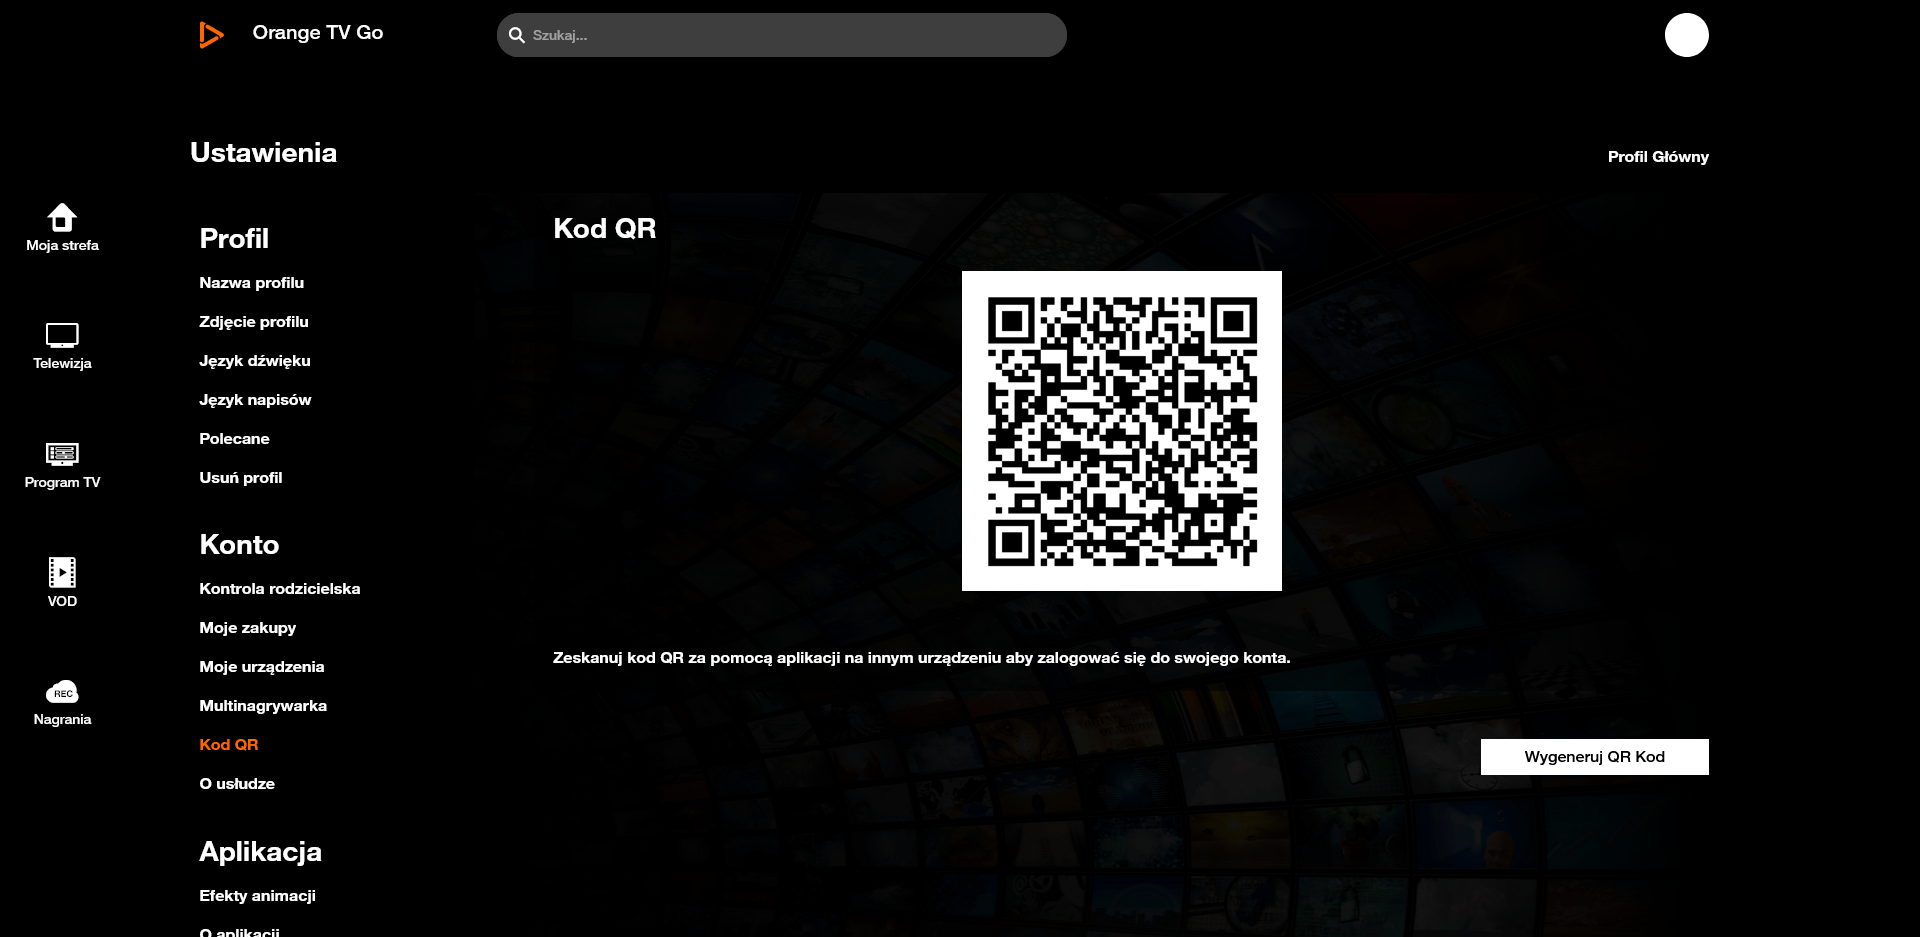 Orange TV Go
Szukaj...
Ustawienia
Profil Główny
Moja strefa
Telewizja
Program TV
VOD
REC
Nagrania
Profil
Nazwa profilu
Zdjęcie profilu
Język dźwięku
Język napisów
Polecane
Usuń profil
Konto
Kontrola rodzicielska
Moje zakupy
Moje urządzenia
Multinagrywarka
Kod QR
O usłudze
Aplikacja
Efekty animacji
O aplikacji
Kod QR
Zeskanuj kod QR za pomocą aplikacji na innym urządzeniu aby zalogować się do swojego konta.
Wygeneruj QR Kod